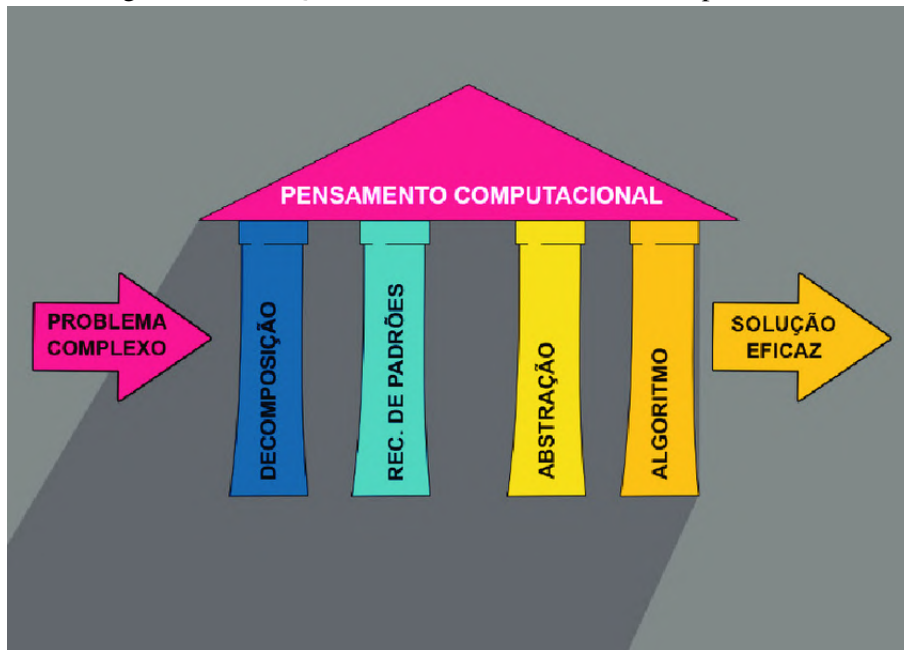 PENSAMENTO COMPUTACIONAL
PROBLEMA
COMPLEXO
DECOMPOSIÇÃO
REC. DE PADRÕES
ABSTRAÇÃO
ALGORITMO
SOLUÇÃO
EFICAZ